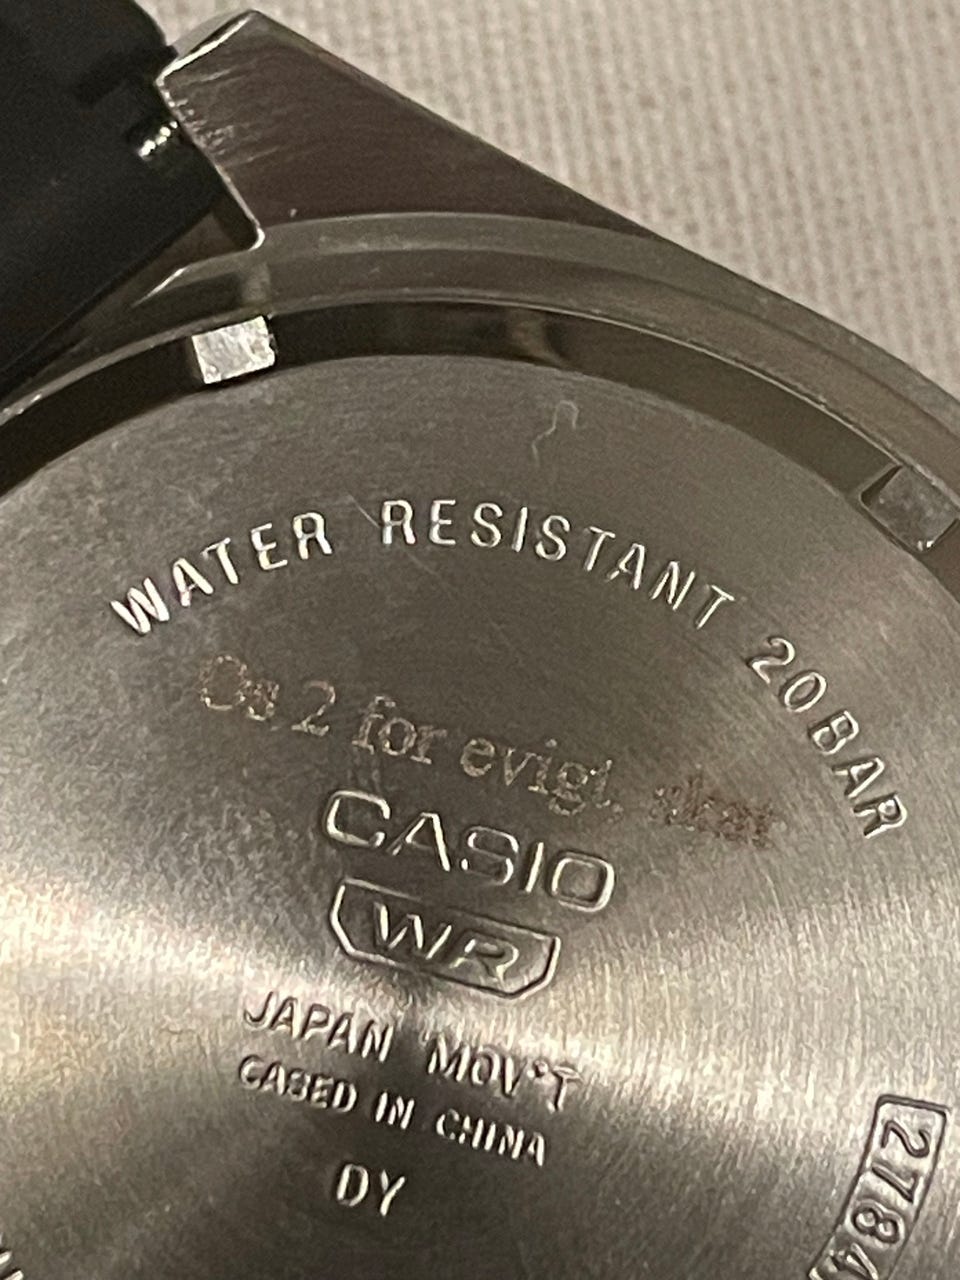 WATER RESISTANT 20BAR
Os 2 for evigt.
CASIO
WR
JAPAN MOV'T
CASED IN CHINA
DY
2784